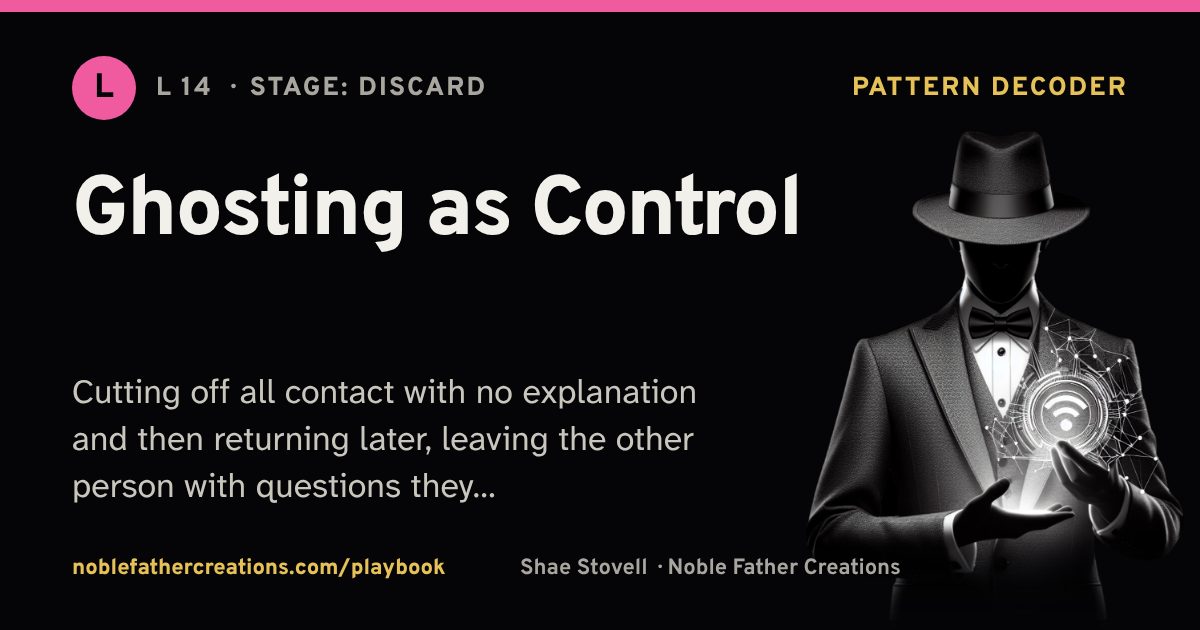 L
L 14 · STAGE: DISCARD
PATTERN DECODER
Ghosting as Control
Cutting off all contact with no explanation
and then returning later, leaving the other
person with questions they...
noblefathercreations.com/playbook
Shae Stovell · Noble Father Creations